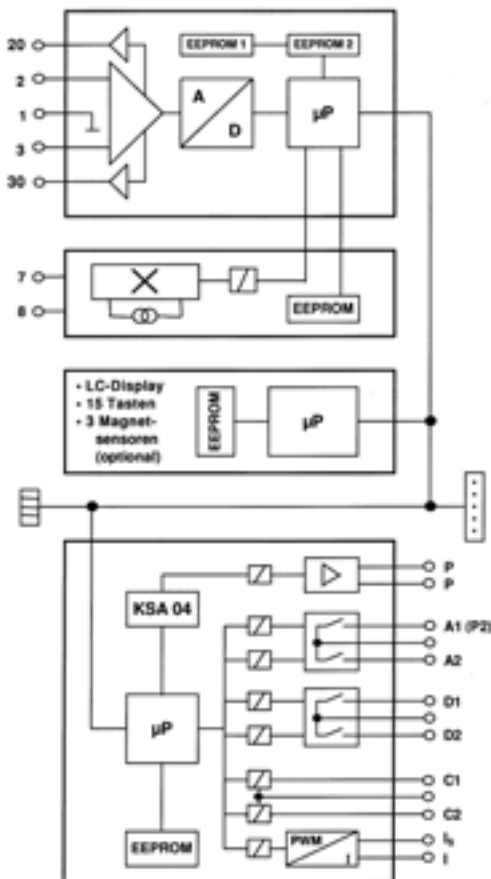 20
2
1
3
30
A
D
EEPROM 1
EEPROM 2
µP
7
8
EEPROM
• LC-Display
• 15 Tasten
• 3 Magnet-
sensoren
(optional)
EEPROM
µP
KSA 04
µP
EEPROM
P
P
A1 (P2)
A2
D1
D2
C1
C2
PWM
I
I₅
I